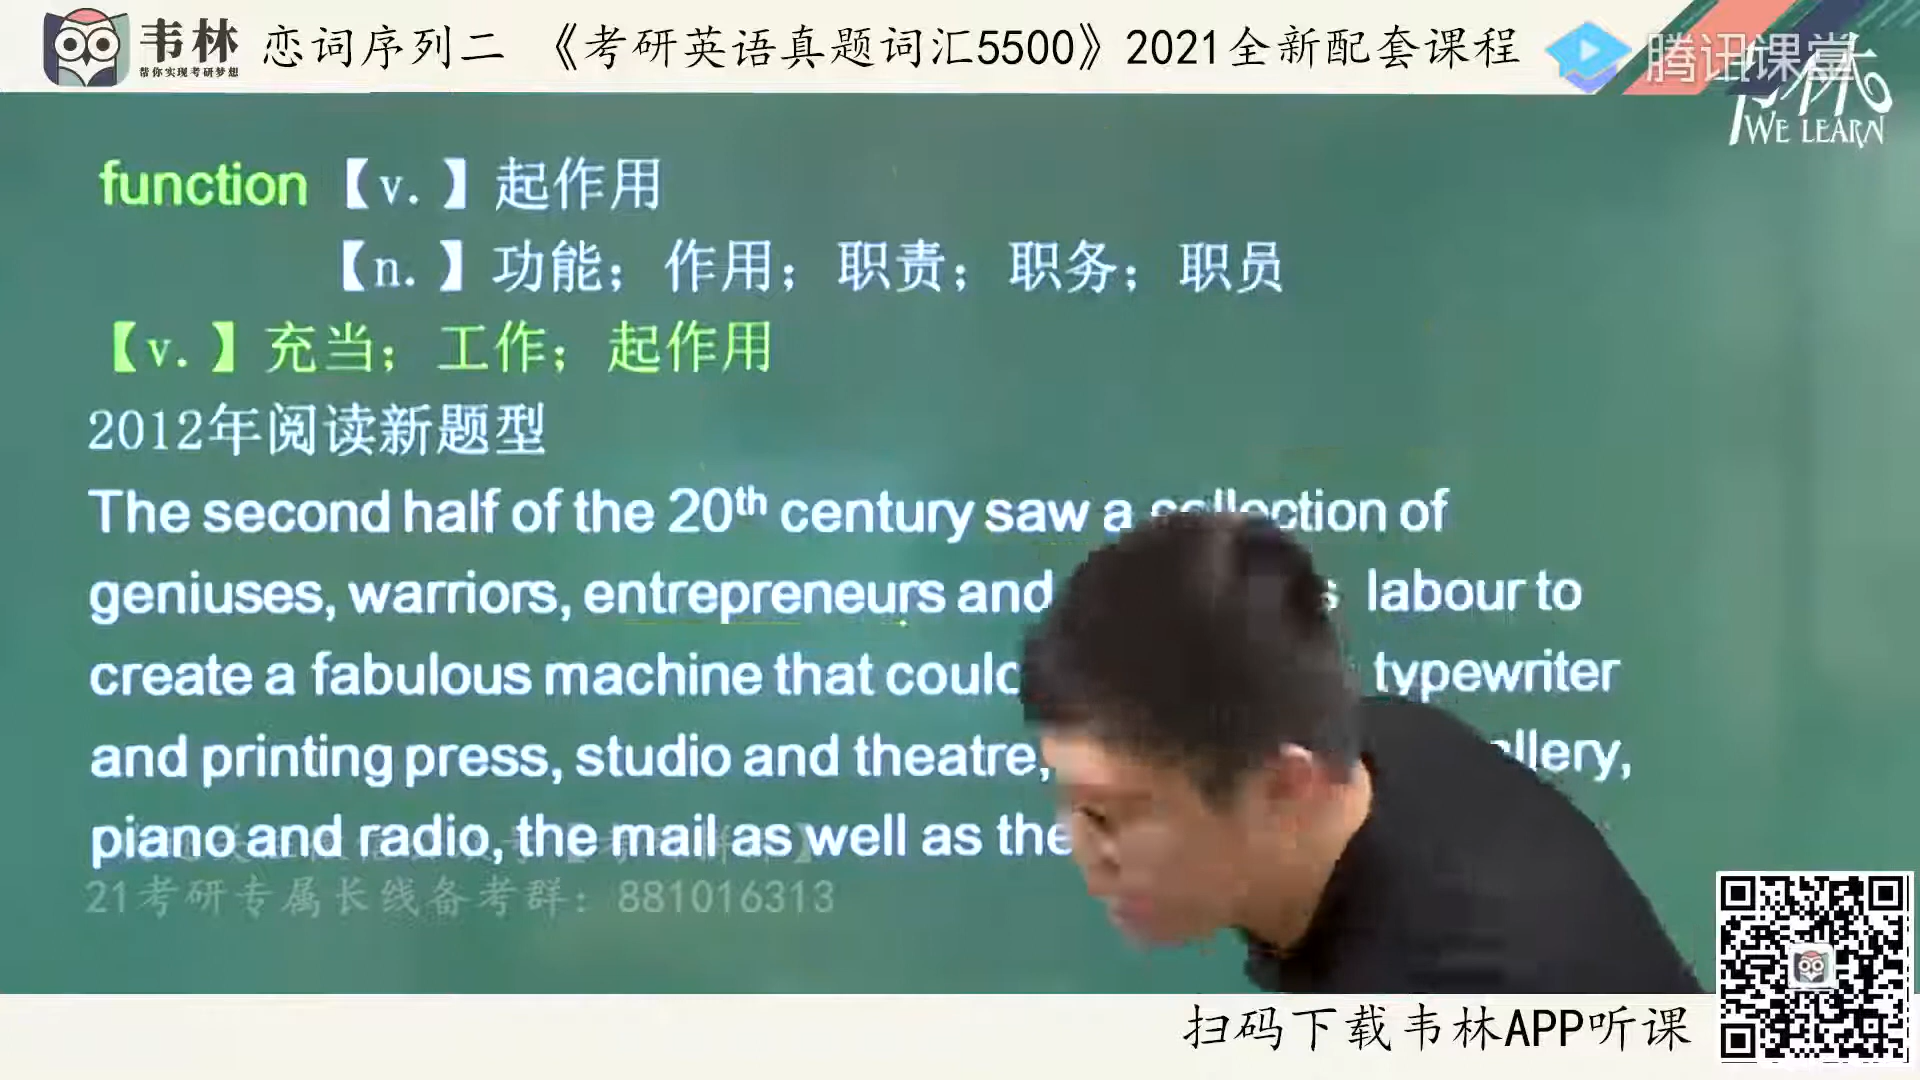 韦林
帮你实现考研梦想
恋词序列二 《考研英语真题词汇5500》2021全新配套课程
腾讯课堂
韦林
WE LEARN
function【v.】起作用
【n.】功能；作用；职责；职务；职员
【v.】充当；工作；起作用
2012年阅读新题型
The second half of the 20th century saw a collection of
geniuses, warriors, entrepreneurs and labour to
create a fabulous machine that could typewriter
and printing press, studio and theatre,
piano and radio, the mail as well as the
21考研专属长线备考群：881016313
扫码下载韦林APP听课